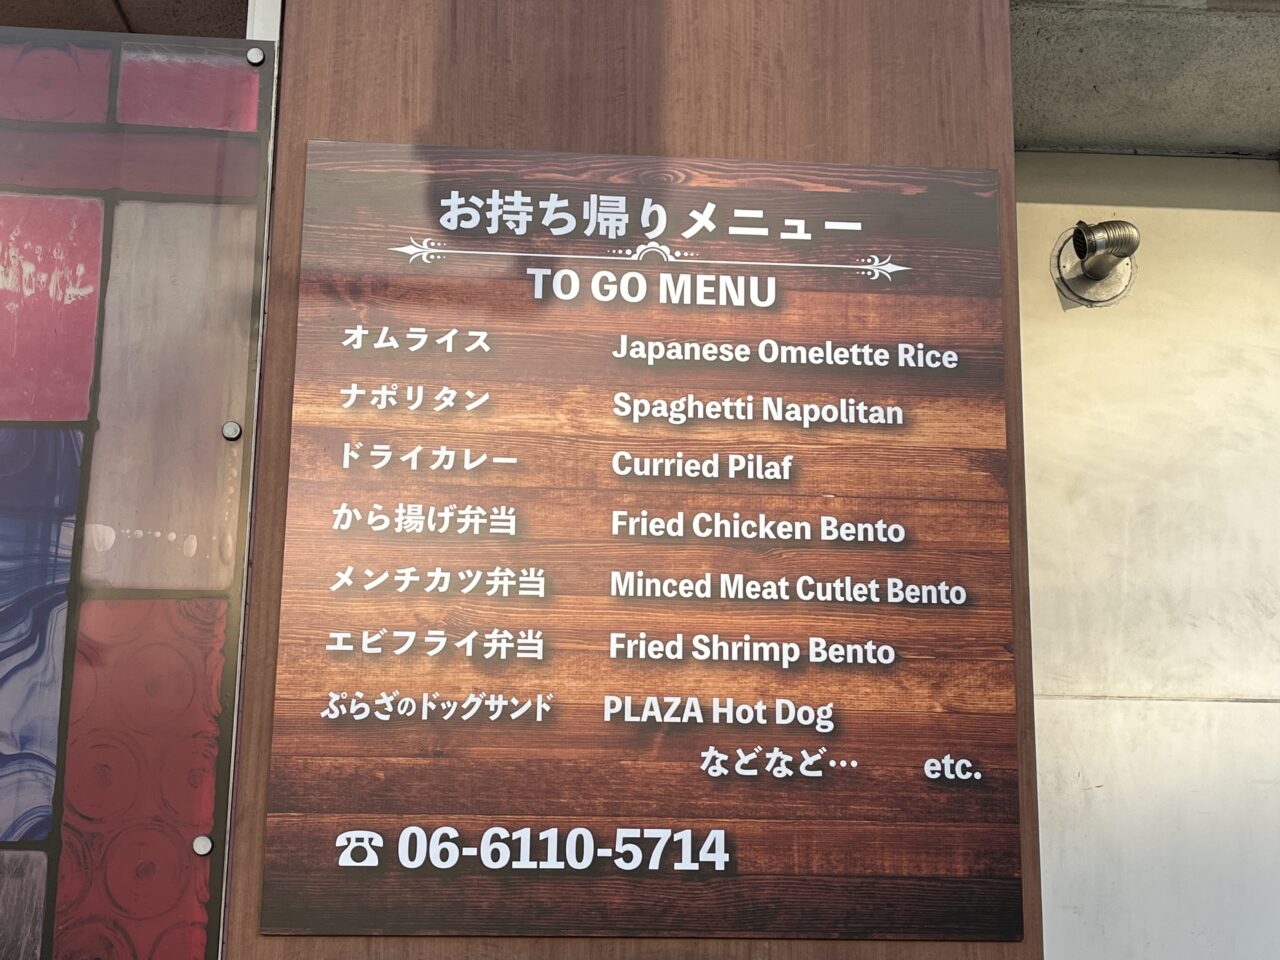 お持ち帰りメニュー
TO GO MENU
オムライス Japanese Omelette Rice
ナポリタン Spaghetti Napolitan
ドライカレー Curried Pilaf
から揚げ弁当 Fried Chicken Bento
メンチカツ弁当 Minced Meat Cutlet Bento
エビフライ弁当 Fried Shrimp Bento
ぷらざのドッグサンド PLAZA Hot Dog
などなど… etc.
☎ 06-6110-5714